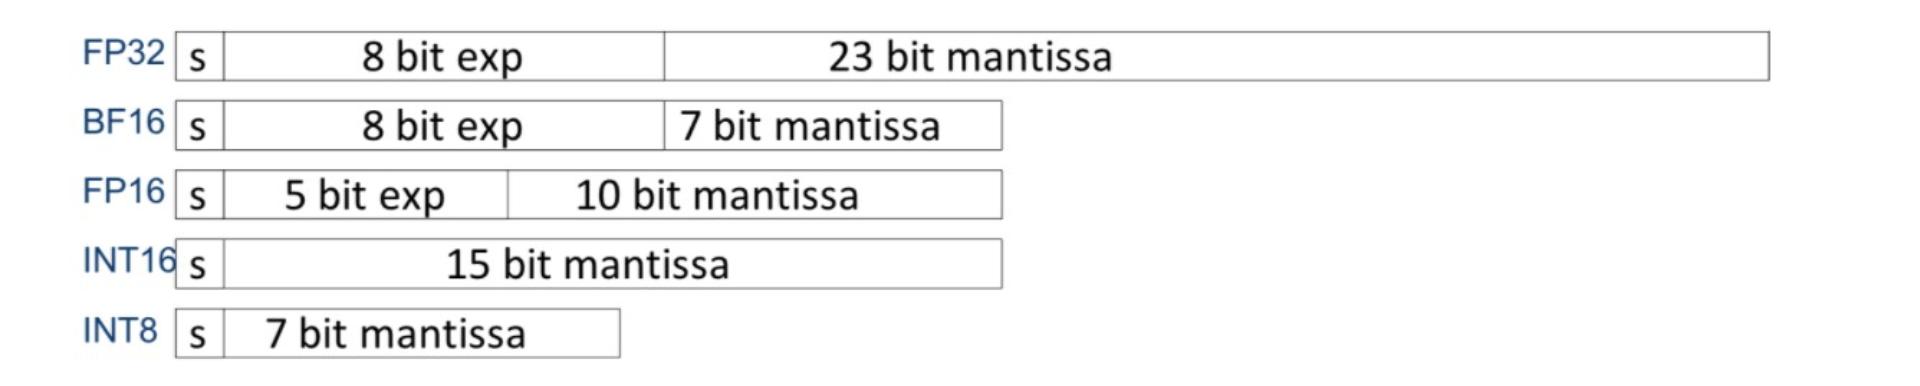 FP32 s 8 bit exp 23 bit mantissa
BF16 s 8 bit exp 7 bit mantissa
FP16 s 5 bit exp 10 bit mantissa
INT16 s 15 bit mantissa
INT8 s 7 bit mantissa